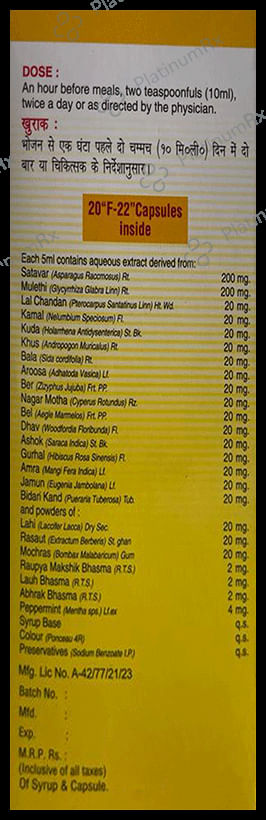 DOSE :
An hour before meals, two teaspoonfuls (10ml),
twice a day or as directed by the physician.
खुराक :
भोजन से एक घंटा पहले दो चम्मच (१० मि०ली०) दिन में दो
बार या चिकित्सक के निर्देशानुसार।
20"F-22"Capsules
inside
Each 5ml contains aqueous extract derived from:
Satavar (Asparagus Raccmosus) Rt. 200 mg.
Mulethi (Glycyrrhiza Glabra Linn) Rt. 200 mg.
Lal Chandan (Pterocarpus Santatinus Linn) Ht. Wd. 20 mg.
Kamal (Nelumbium Speciosum) Fl. 20 mg.
Kuda (Holarrhena Antidysenterica) St. Bk. 20 mg.
Khus (Andropogon Muricalus) Rt. 20 mg.
Bala (Sida cordifolia) Rt. 20 mg.
Aroosa (Adhatoda Vasica) Lf. 20 mg.
Ber (Zizyphus Jujuba) Frt. PP. 20 mg.
Nagar Motha (Cyperus Rotundus) Rz. 20 mg.
Bel (Aegle Marmelos) Frt. PP. 20 mg.
Dhav (Woodfordia Floribunda) Fl. 20 mg.
Ashok (Saraca Indica) St. Bk. 20 mg.
Gurhal (Hibiscus Rosa Sinensis) Fl. 20 mg.
Amra (Mangi Fera Indica) Lf. 20 mg.
Jamun (Eugenia Jambolana) Lf. 20 mg.
Bidari Kand (Pueraria Tuberosa) Tub. 20 mg.
and powders of :
Lahi (Laccifer Lacca) Dry Sec. 20 mg.
Rasaut (Extractum Berberis) St. ghan 20 mg.
Mochras (Bombax Malabaricum) Gum 20 mg.
Raupya Makshik Bhasma (R.T.S.) 2 mg.
Lauh Bhasma (R.T.S.) 2 mg.
Abhrak Bhasma (R.T.S.) 2 mg.
Peppermint (Mentha sps.) Lf.ex 4 mg.
Syrup Base q.s.
Colour (Ponceau 4R) q.s.
Preservatives (Sodium Benzoate I.P.) q.s.
Mfg. Lic No. A-42/77/21/23
Batch No. :
Mfd. :
Exp. :
M.R.P. Rs. :
(Inclusive of all taxes)
Of Syrup & Capsule.
PlatinumRx